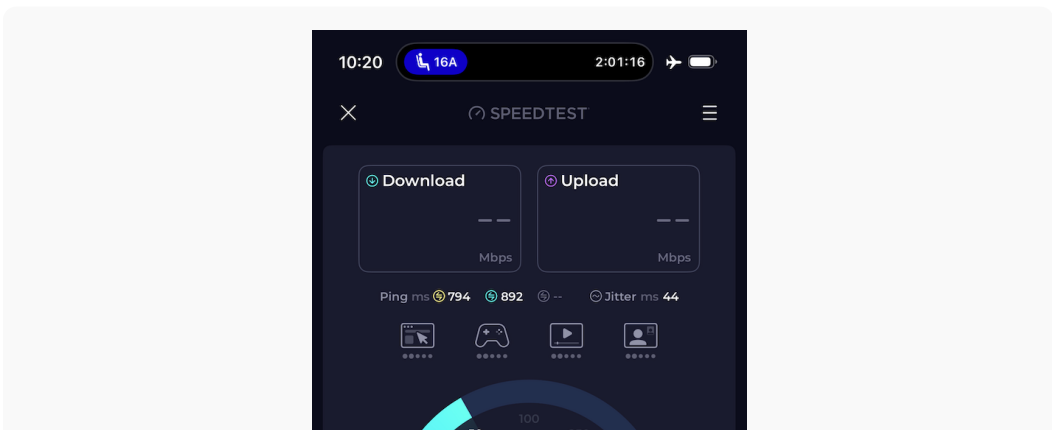 10:20 16A 2:01:16
SPEEDTEST
Download Upload
-- --
Mbps Mbps
Ping ms 794 892 -- Jitter ms 44
100